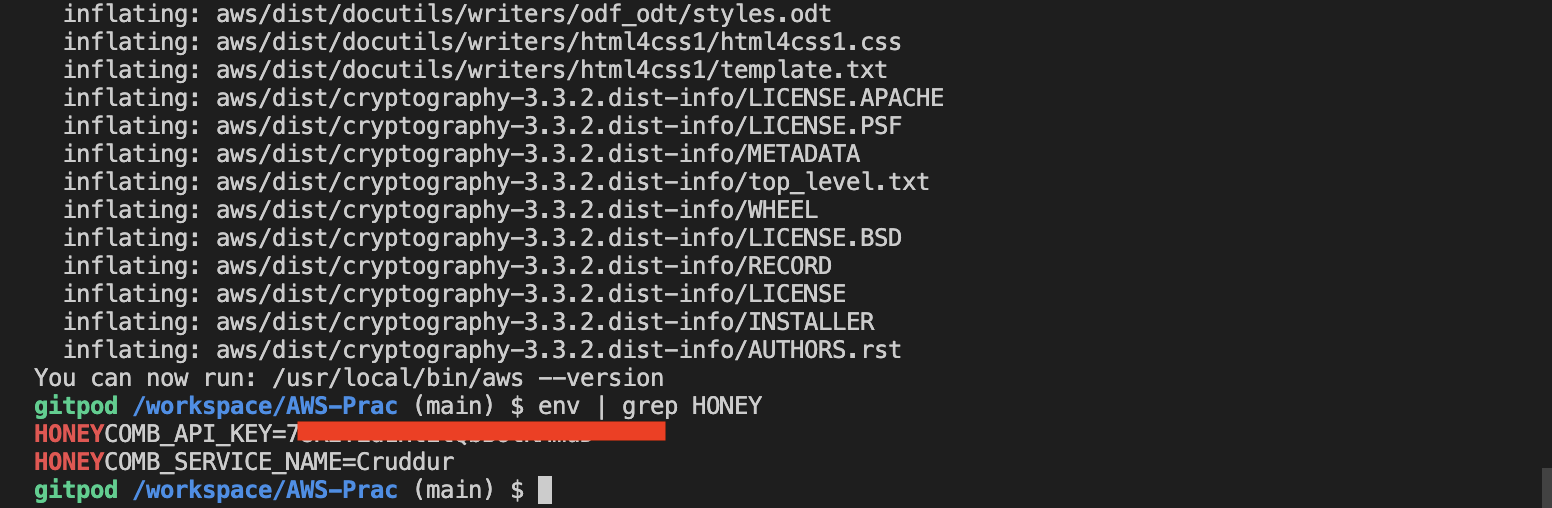 inflating: aws/dist/docutils/writers/odf_odt/styles.odt
inflating: aws/dist/docutils/writers/html4css1/html4css1.css
inflating: aws/dist/docutils/writers/html4css1/template.txt
inflating: aws/dist/cryptography-3.3.2.dist-info/LICENSE.APACHE
inflating: aws/dist/cryptography-3.3.2.dist-info/LICENSE.PSF
inflating: aws/dist/cryptography-3.3.2.dist-info/METADATA
inflating: aws/dist/cryptography-3.3.2.dist-info/top_level.txt
inflating: aws/dist/cryptography-3.3.2.dist-info/WHEEL
inflating: aws/dist/cryptography-3.3.2.dist-info/LICENSE.BSD
inflating: aws/dist/cryptography-3.3.2.dist-info/RECORD
inflating: aws/dist/cryptography-3.3.2.dist-info/LICENSE
inflating: aws/dist/cryptography-3.3.2.dist-info/INSTALLER
inflating: aws/dist/cryptography-3.3.2.dist-info/AUTHORS.rst
You can now run: /usr/local/bin/aws --version
gitpod /workspace/AWS-Prac (main) $ env | grep HONEY
HONEYCOMB_API_KEY=
HONEYCOMB_SERVICE_NAME=Cruddur
gitpod /workspace/AWS-Prac (main) $